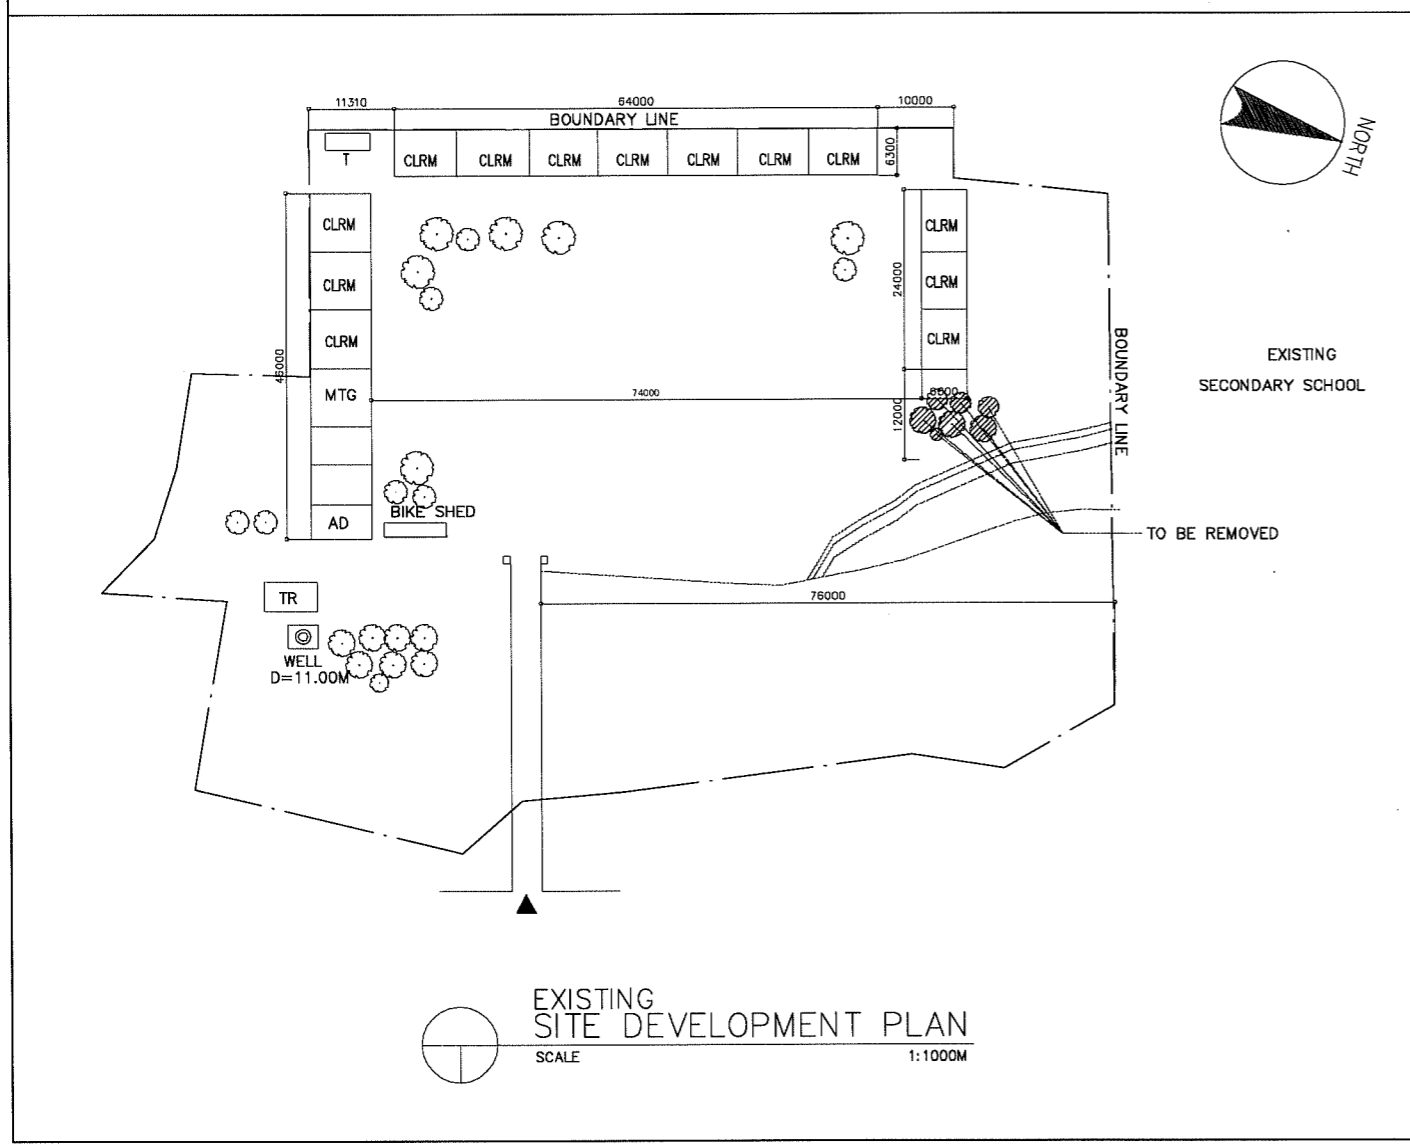 11310
64000
10000
BOUNDARY LINE
T
CLRM
CLRM
CLRM
CLRM
CLRM
CLRM
CLRM
6300
NORTH
CLRM
CLRM
CLRM
MTG
AD
46000
CLRM
CLRM
CLRM
24000
12000
74000
BOUNDARY LINE
EXISTING
SECONDARY SCHOOL
BIKE SHED
TO BE REMOVED
TR
76000
WELL
D=11.00M
EXISTING
SITE DEVELOPMENT PLAN
SCALE
1:1000M